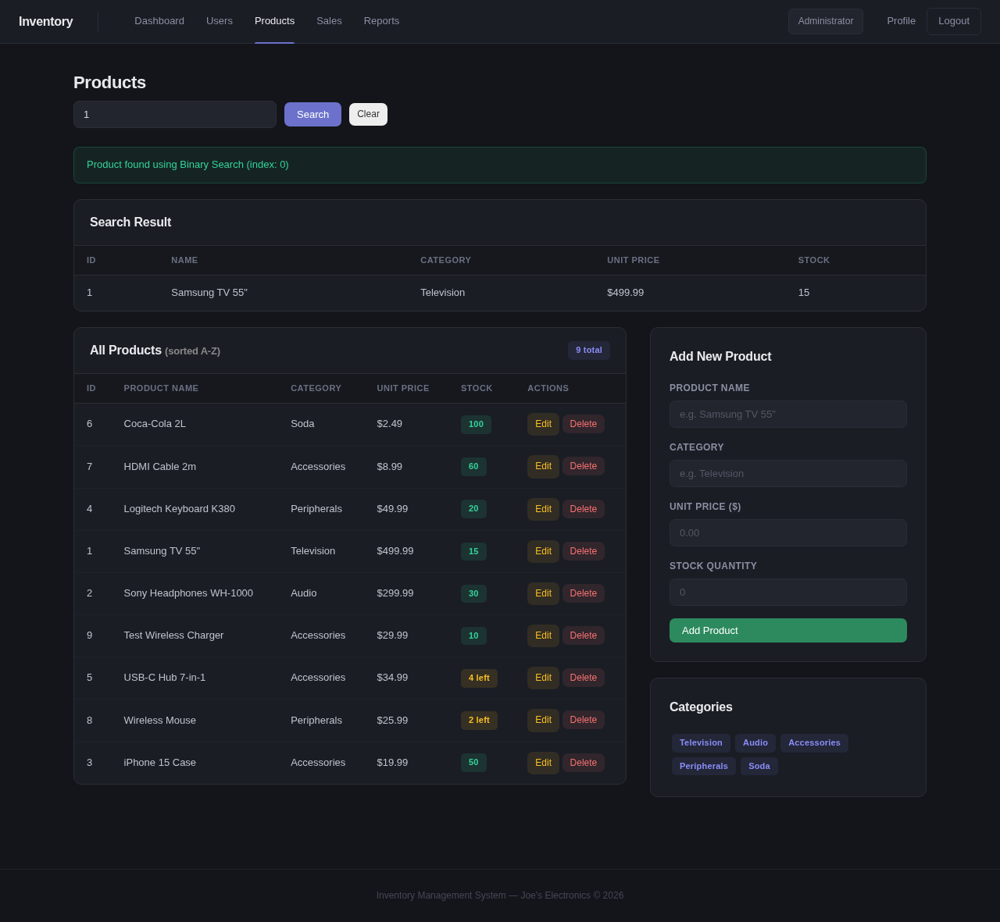 Inventory Dashboard Users Products Sales Reports Administrator Profile Logout
Products
1 Search Clear
Product found using Binary Search (index: 0)
Search Result
ID NAME CATEGORY UNIT PRICE STOCK
1 Samsung TV 55" Television $499.99 15
All Products (sorted A-Z) 9 total
ID PRODUCT NAME CATEGORY UNIT PRICE STOCK ACTIONS
6 Coca-Cola 2L Soda $2.49 100 Edit Delete
7 HDMI Cable 2m Accessories $8.99 60 Edit Delete
4 Logitech Keyboard K380 Peripherals $49.99 20 Edit Delete
1 Samsung TV 55" Television $499.99 15 Edit Delete
2 Sony Headphones WH-1000 Audio $299.99 30 Edit Delete
9 Test Wireless Charger Accessories $29.99 10 Edit Delete
5 USB-C Hub 7-in-1 Accessories $34.99 4 left Edit Delete
8 Wireless Mouse Peripherals $25.99 2 left Edit Delete
3 iPhone 15 Case Accessories $19.99 50 Edit Delete
Add New Product
PRODUCT NAME
e.g. Samsung TV 55"
CATEGORY
e.g. Television
UNIT PRICE ($)
0.00
STOCK QUANTITY
0
Add Product
Categories
Television Audio Accessories
Peripherals Soda
Inventory Management System — Joe's Electronics © 2026